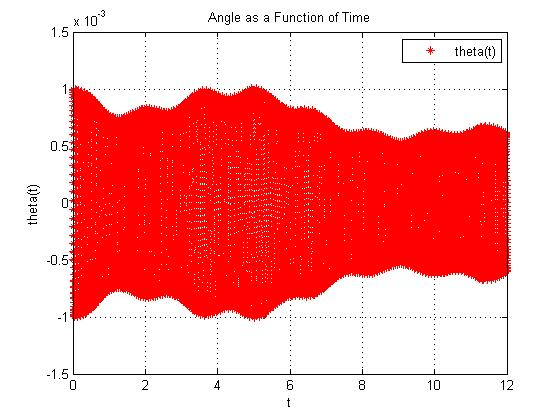 Angle as a Function of Time
x 10^-3
1.5
theta(t)
1
0.5
0
-0.5
-1
-1.5
theta(t)
0 2 4 6 8 10 12
t